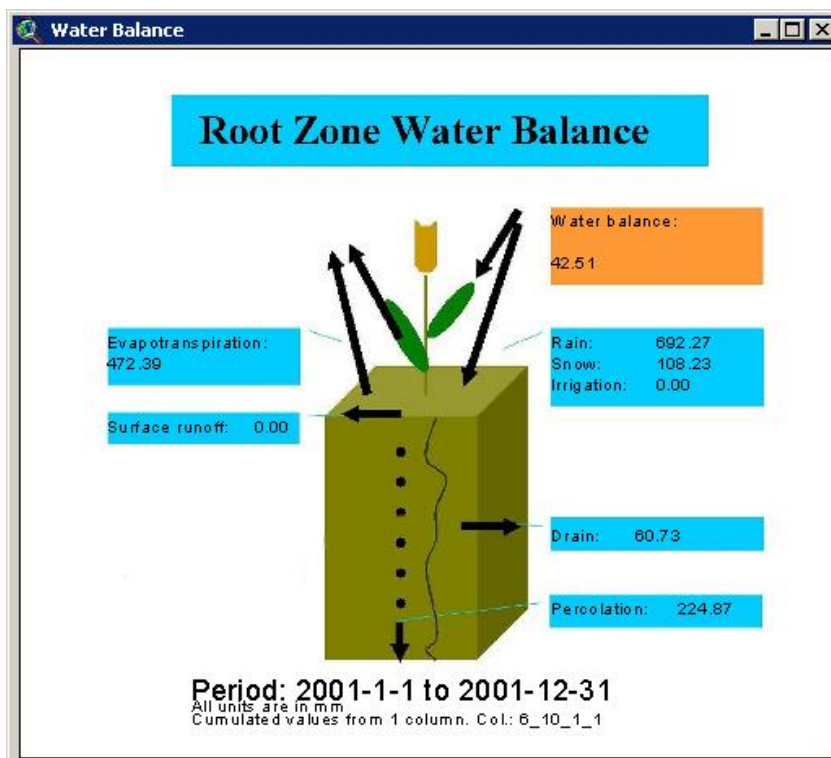 Water Balance
Root Zone Water Balance
Water balance:
42.51
Evapotranspiration:
472.39
Rain: 692.27
Snow: 108.23
Irrigation: 0.00
Surface runoff: 0.00
Drain: 60.73
Percolation: 224.87
Period: 2001-1-1 to 2001-12-31
All units are in mm
Cumulated values from 1 column. Col.: 6_10_1_1